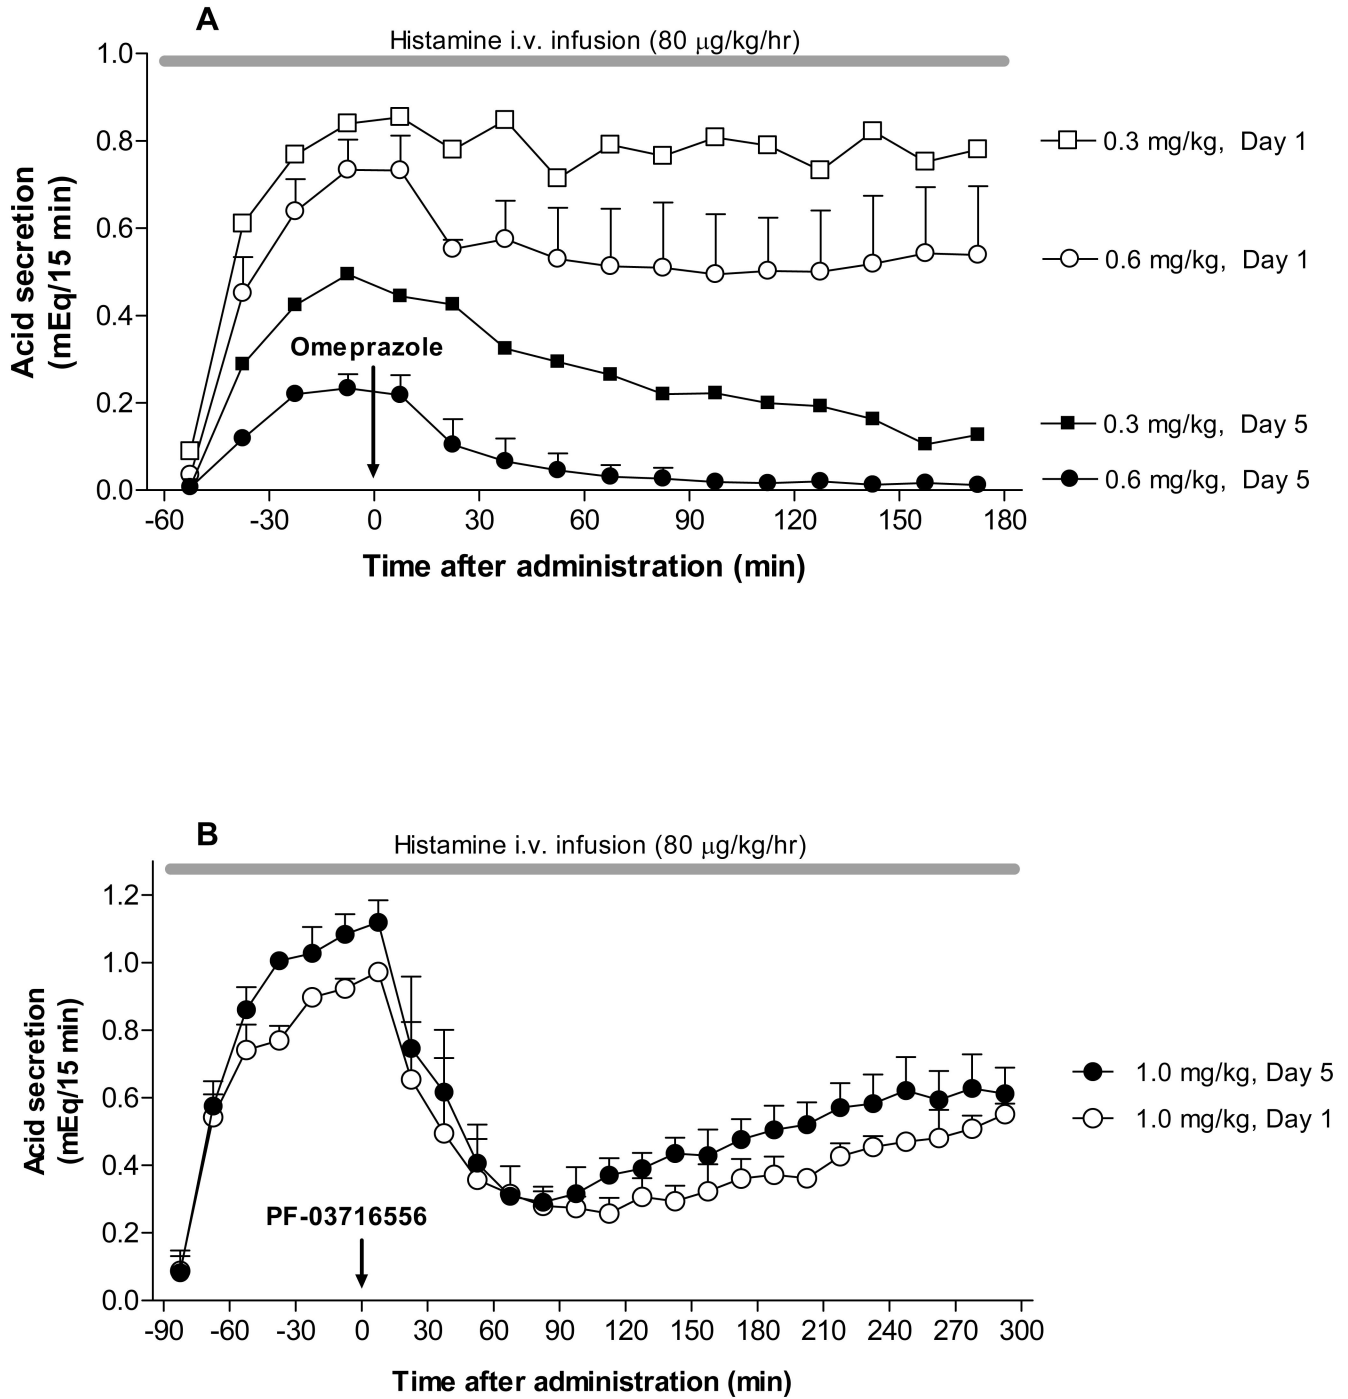 A
Histamine i.v. infusion (80 μg/kg/hr)
1.0
0.8
0.6
0.4
0.2
0.0
Acid secretion
(mEq/15 min)
Omeprazole
0.3 mg/kg, Day 1
0.6 mg/kg, Day 1
0.3 mg/kg, Day 5
0.6 mg/kg, Day 5
-60 -30 0 30 60 90 120 150 180
Time after administration (min)
B
Histamine i.v. infusion (80 μg/kg/hr)
1.2
1.0
0.8
0.6
0.4
0.2
0.0
Acid secretion
(mEq/15 min)
PF-03716556
1.0 mg/kg, Day 5
1.0 mg/kg, Day 1
-90 -60 -30 0 30 60 90 120 150 180 210 240 270 300
Time after administration (min)